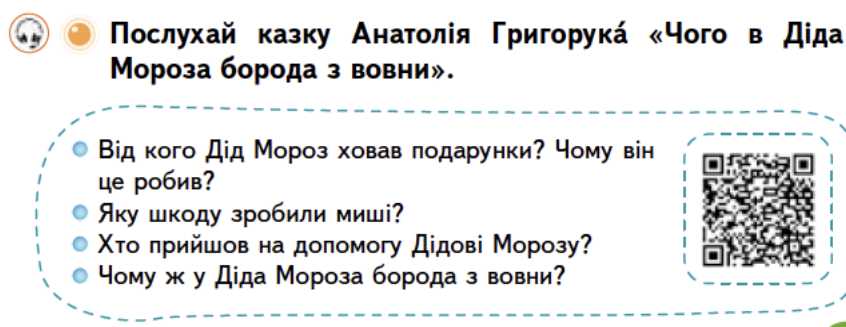 Послухай казку Анатолія Григорука́ «Чого в Діда
Мороза борода з вовни».
Від кого Дід Мороз ховав подарунки? Чому він
це робив?
Яку шкоду зробили миші?
Хто прийшов на допомогу Дідові Морозу?
Чому ж у Діда Мороза борода з вовни?